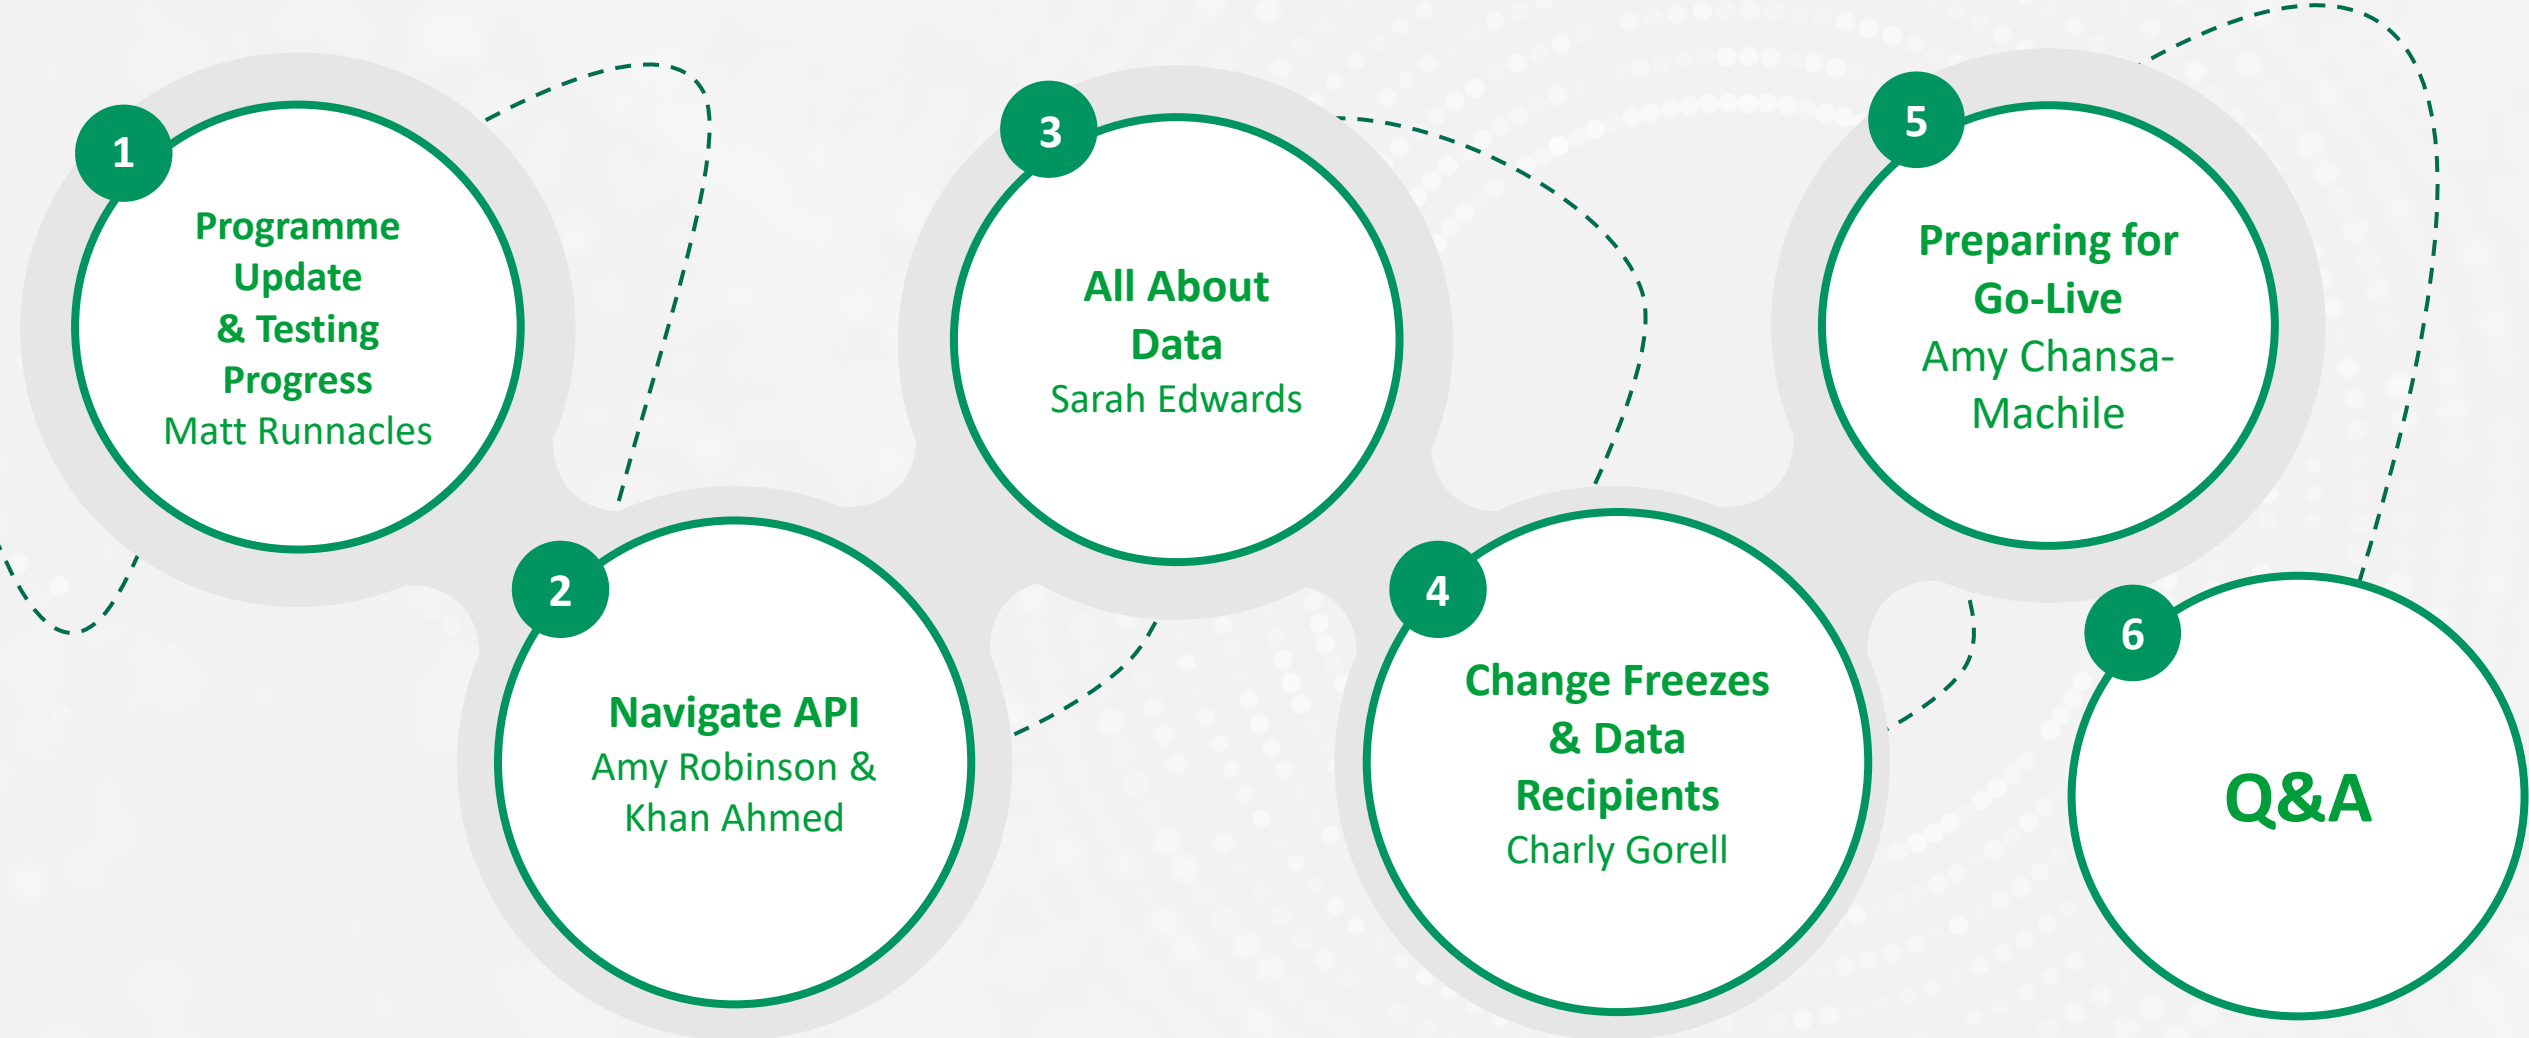 1
Programme
Update
& Testing
Progress
Matt Runnacles
2
Navigate API
Amy Robinson &
Khan Ahmed
3
All About
Data
Sarah Edwards
4
Change Freezes
& Data
Recipients
Charly Gorell
5
Preparing for
Go-Live
Amy Chansa-
Machile
6
Q&A